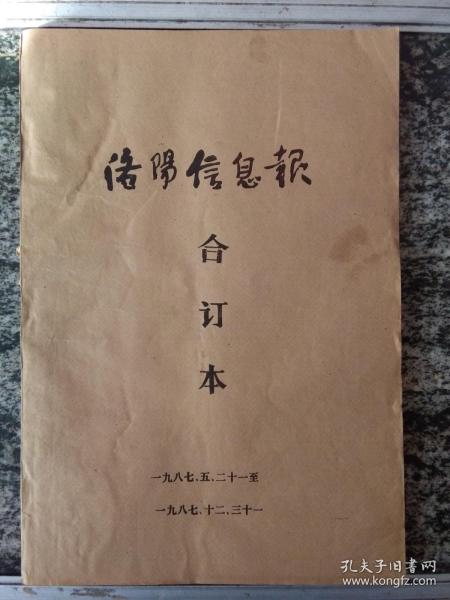 洛陽信息報
合
订
本
一九八七、五、二十一至
一九八七、十二、三十一
孔夫子旧书网
www.kongfz.com